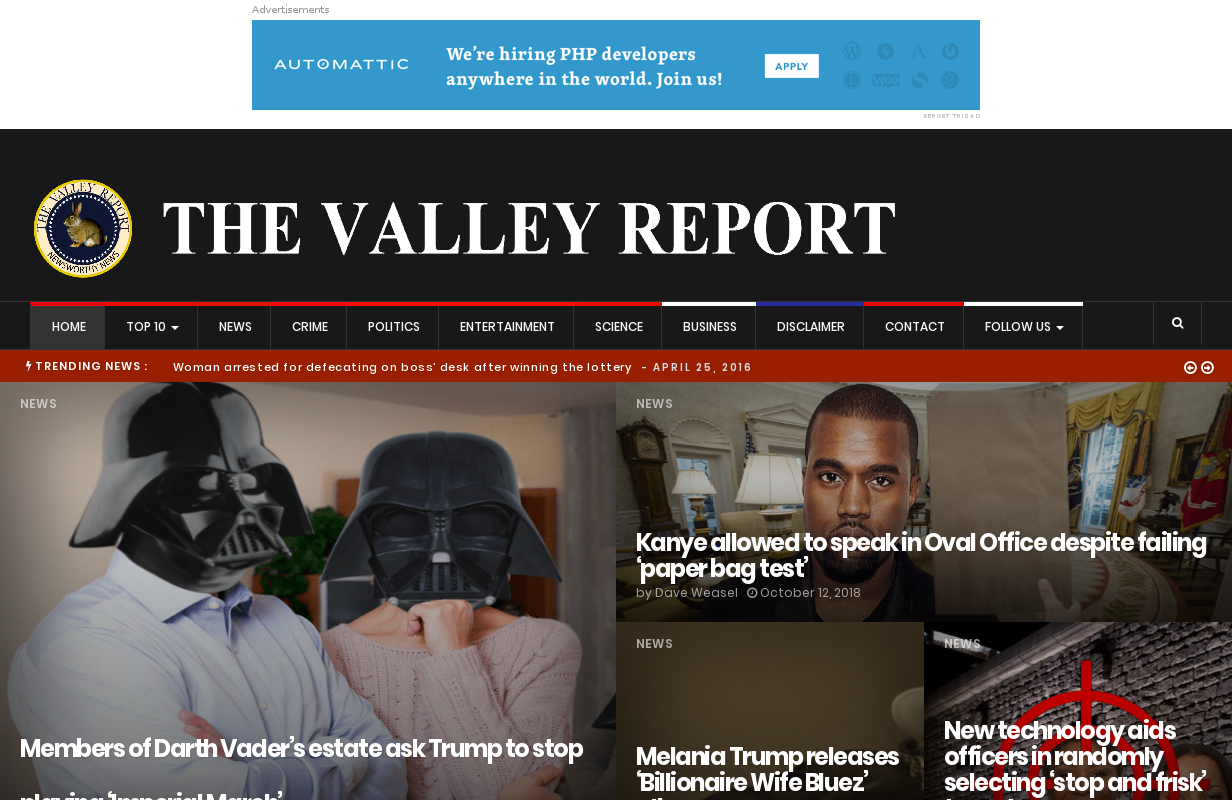 Advertisements
AUTOMATTIC
We're hiring PHP developers
anywhere in the world. Join us!
APPLY
REPORT THIS AD
THE VALLEY REPORT
NEWSWORTHY NEWS
THE VALLEY REPORT
HOME
TOP 10
NEWS
CRIME
POLITICS
ENTERTAINMENT
SCIENCE
BUSINESS
DISCLAIMER
CONTACT
FOLLOW US
TRENDING NEWS :
Woman arrested for defecating on boss' desk after winning the lottery - APRIL 25, 2016
NEWS
Members of Darth Vader's estate ask Trump to stop
playing 'Imperial March'
NEWS
Kanye allowed to speak in Oval Office despite failing
'paper bag test'
by Dave Weasel October 12, 2018
NEWS
Melania Trump releases
'Billionaire Wife Bluez'
NEWS
New technology aids
officers in randomly
selecting 'stop and frisk'